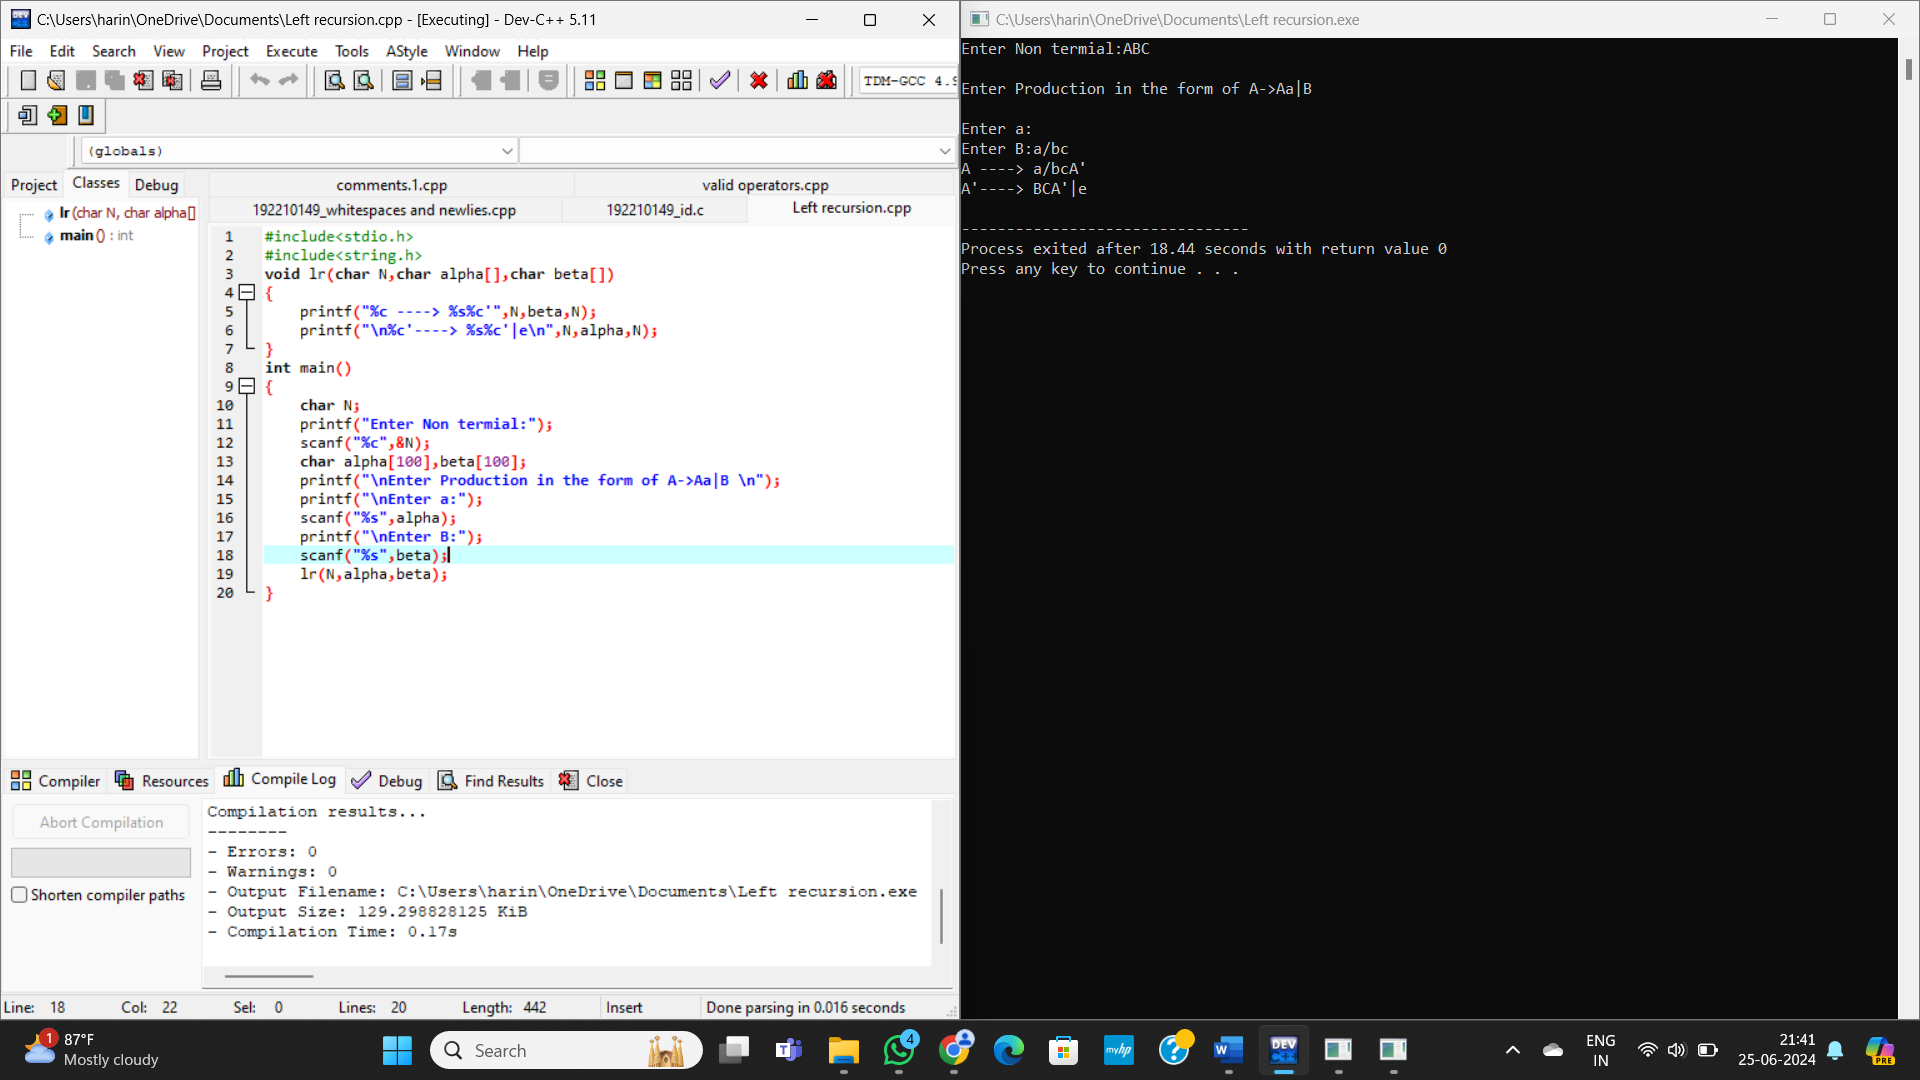 C:\Users\harin\OneDrive\Documents\Left recursion.cpp - [Executing] - Dev-C++ 5.11
File Edit Search View Project Execute Tools AStyle Window Help
TDM-GCC 4.9
(globals)
Project Classes Debug
comments.1.cpp valid operators.cpp
192210149_whitespaces and newlies.cpp 192210149_id.c Left recursion.cpp
lr (char N, char alpha[]
main () : int
1 #include<stdio.h>
2 #include<string.h>
3 void lr(char N,char alpha[],char beta[])
4 {
5 printf("%c ----> %s%c'",N,beta,N);
6 printf("\n%c'----> %s%c'|e\n",N,alpha,N);
7 }
8 int main()
9 {
10 char N;
11 printf("Enter Non termial:");
12 scanf("%c",&N);
13 char alpha[100],beta[100];
14 printf("\nEnter Production in the form of A->Aa|B \n");
15 printf("\nEnter a:");
16 scanf("%s",alpha);
17 printf("\nEnter B:");
18 scanf("%s",beta);
19 lr(N,alpha,beta);
20 }
Compiler Resources Compile Log Debug Find Results Close
Abort Compilation
Shorten compiler paths
Compilation results...
--------
- Errors: 0
- Warnings: 0
- Output Filename: C:\Users\harin\OneDrive\Documents\Left recursion.exe
- Output Size: 129.298828125 KiB
- Compilation Time: 0.17s
Line: 18 Col: 22 Sel: 0 Lines: 20 Length: 442 Insert Done parsing in 0.016 seconds
C:\Users\harin\OneDrive\Documents\Left recursion.exe
Enter Non termial:ABC
Enter Production in the form of A->Aa|B
Enter a:
Enter B:a/bc
A ----> a/bcA'
A'----> BCA'|e
--------------------------------
Process exited after 18.44 seconds with return value 0
Press any key to continue . . .
1
87°F
Mostly cloudy
Search
4
myhp
DEV
C++
ENG
IN
21:41
25-06-2024
PRE